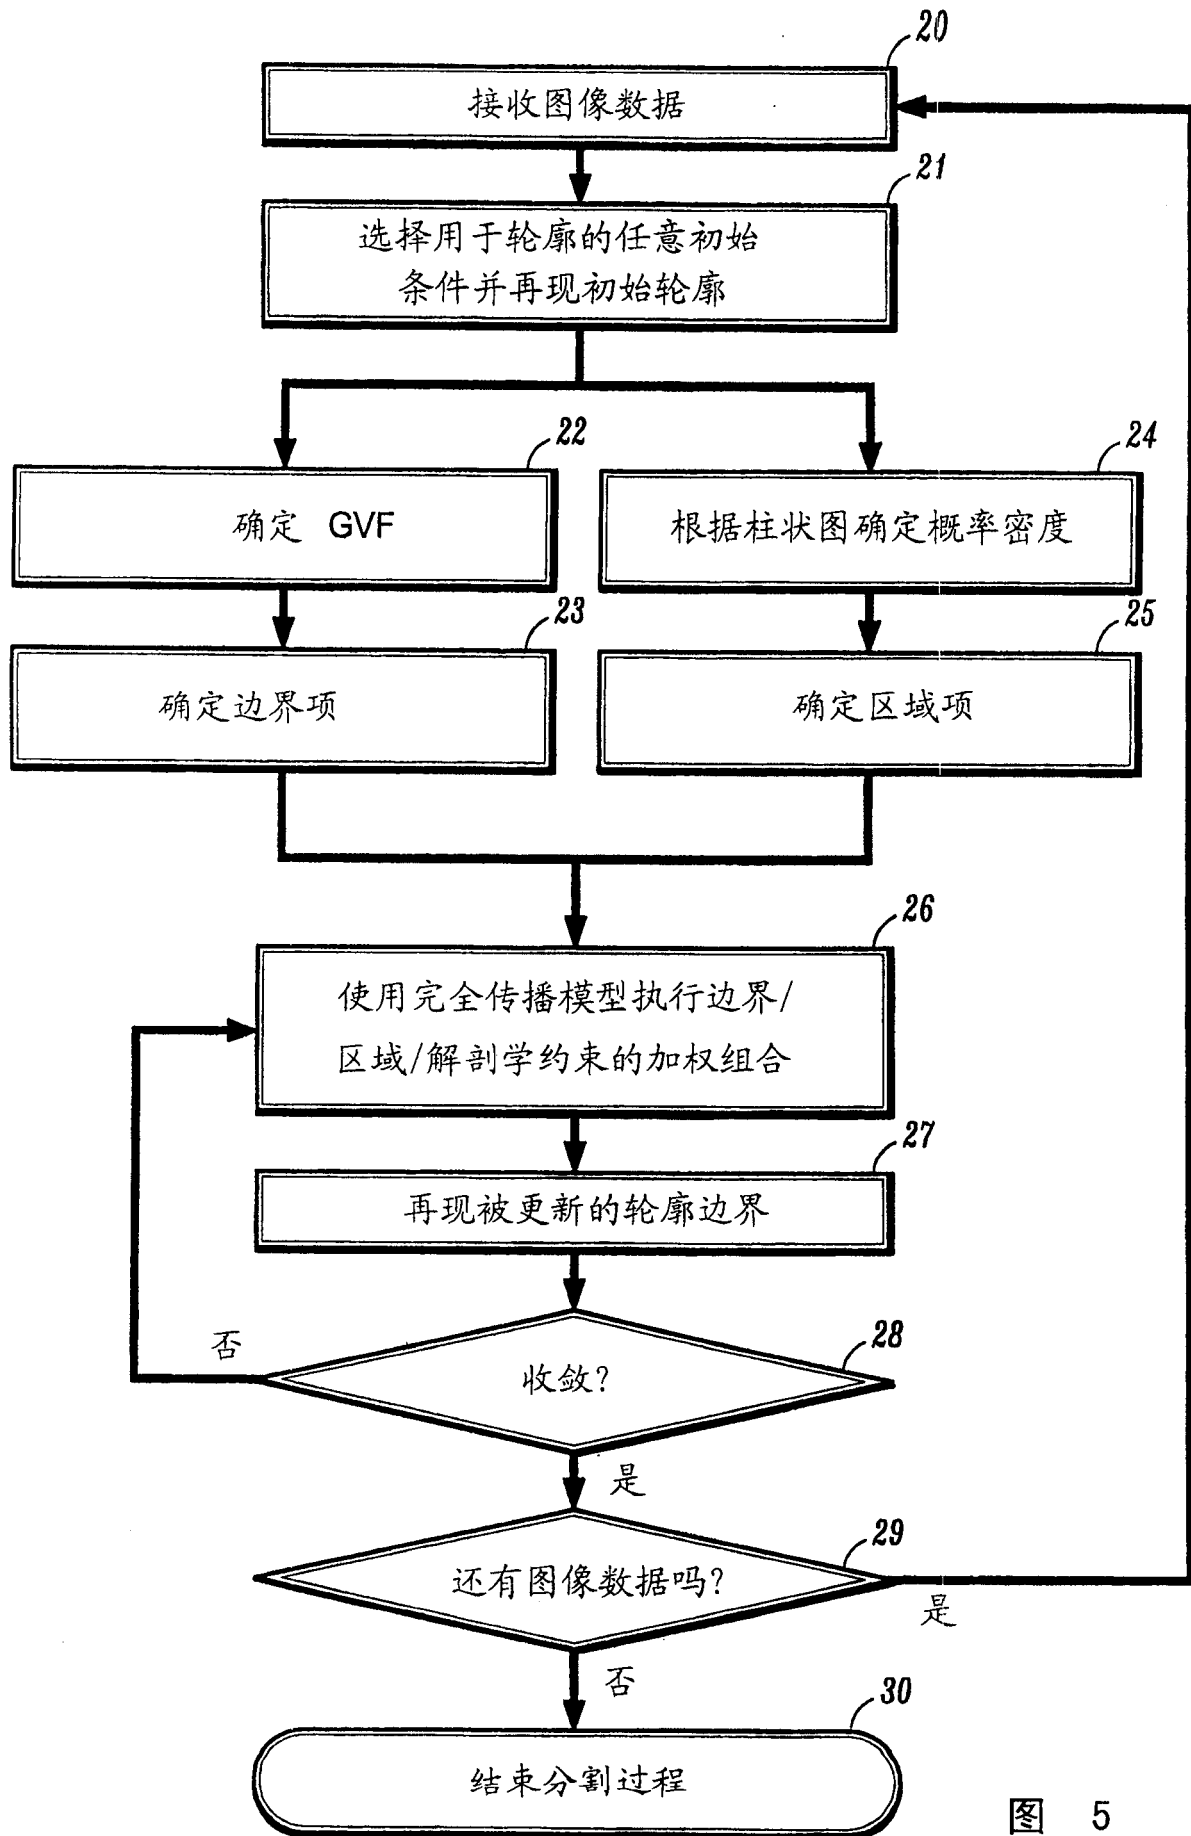 20
接收图像数据
21
选择用于轮廓的任意初始
条件并再现初始轮廓
22
确定 GVF
24
根据柱状图确定概率密度
23
确定边界项
25
确定区域项
26
使用完全传播模型执行边界/
区域/解剖学约束的加权组合
27
再现被更新的轮廓边界
28
否
收敛?
是
29
还有图像数据吗?
是
否
30
结束分割过程
图 5